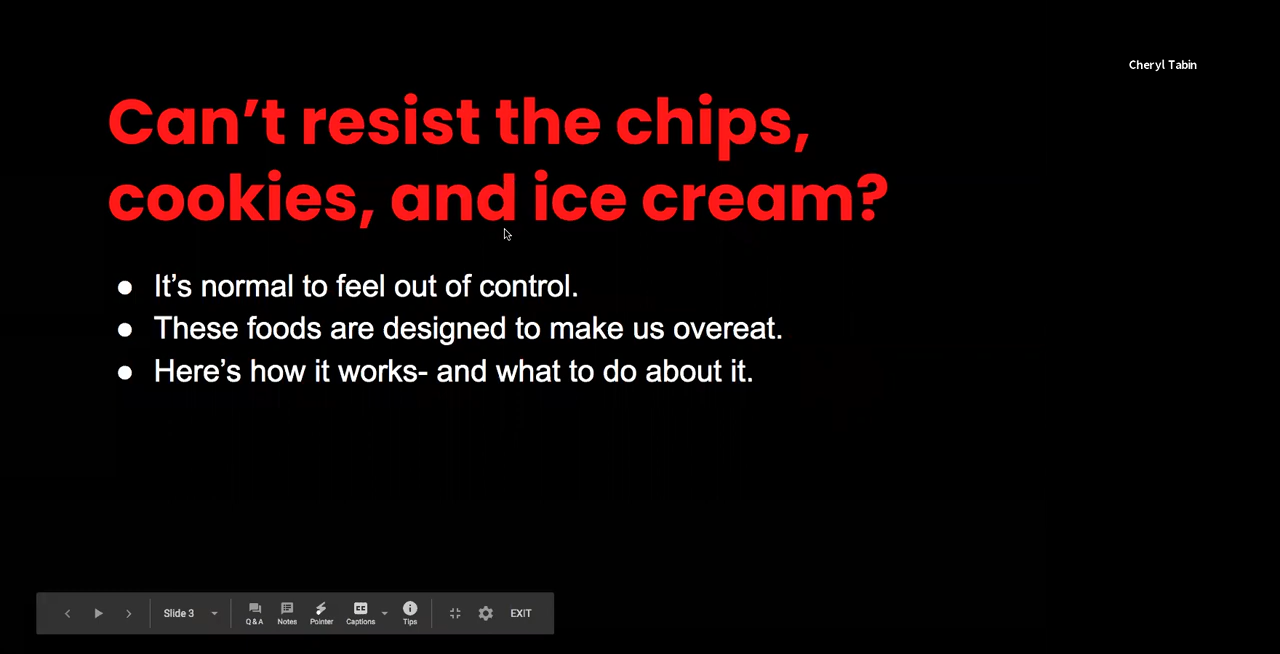 Cheryl Tabin
Can’t resist the chips,
cookies, and ice cream?
● It’s normal to feel out of control.
● These foods are designed to make us overeat.
● Here’s how it works- and what to do about it.
Slide 3
Q&A Notes Pointer Captions Tips EXIT